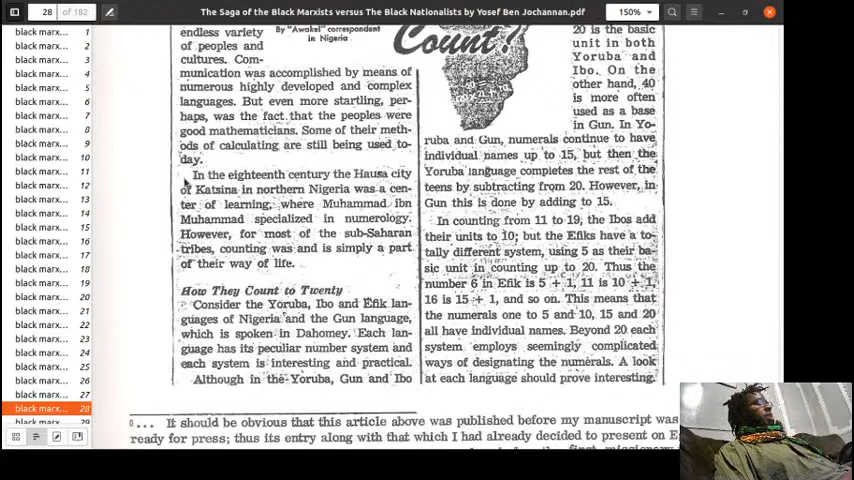 28 of 182
The Saga of the Black Marxists versus The Black Nationalists by Yosef Ben Jochannan.pdf
150%
black marx... 1
black marx... 2
black marx... 3
black marx... 4
black marx... 5
black marx... 6
black marx... 7
black marx... 8
black marx... 9
black marx... 10
black marx... 11
black marx... 12
black marx... 13
black marx... 14
black marx... 15
black marx... 16
black marx... 17
black marx... 18
black marx... 19
black marx... 20
black marx... 21
black marx... 22
black marx... 23
black marx... 24
black marx... 25
black marx... 26
black marx... 27
black marx... 28
endless variety
of peoples and
cultures. Com-
By "Awake!" correspondent
in Nigeria
munication was accomplished by means of
numerous highly developed and complex
languages. But even more startling, per-
haps, was the fact that the peoples were
good mathematicians. Some of their meth-
ods of calculating are still being used to-
day.
In the eighteenth century the Hausa city
of Katsina in northern Nigeria was a cen-
ter of learning, where Muhammad ibn
Muhammad specialized in numerology.
However, for most of the sub-Saharan
tribes, counting was and is simply a part
of their way of life.
How They Count to Twenty
Consider the Yoruba, Ibo and Efik lan-
guages of Nigeria and the Gun language,
which is spoken in Dahomey. Each lan-
guage has its peculiar number system and
each system is interesting and practical.
Although in the Yoruba, Gun and Ibo
Count?
20 is the basic
unit in both
Yoruba and
Ibo. On the
other hand, 40
is more often
used as a base
in Gun. In Yo-
ruba and Gun, numerals continue to have
individual names up to 15, but then the
Yoruba language completes the rest of the
teens by subtracting from 20. However, in
Gun this is done by adding to 15.
In counting from 11 to 19, the Ibos add
their units to 10; but the Efiks have a to-
tally different system, using 5 as their ba-
sic unit in counting up to 20. Thus the
number 6 in Efik is 5 + 1, 11 is 10 + 1,
16 is 15 + 1, and so on. This means that
the numerals one to 5 and 10, 15 and 20
all have individual names. Beyond 20 each
system employs seemingly complicated
ways of designating the numerals. A look
at each language should prove interesting.
... It should be obvious that this article above was published before my manuscript was
ready for press; thus its entry along with that which I had already decided to present on